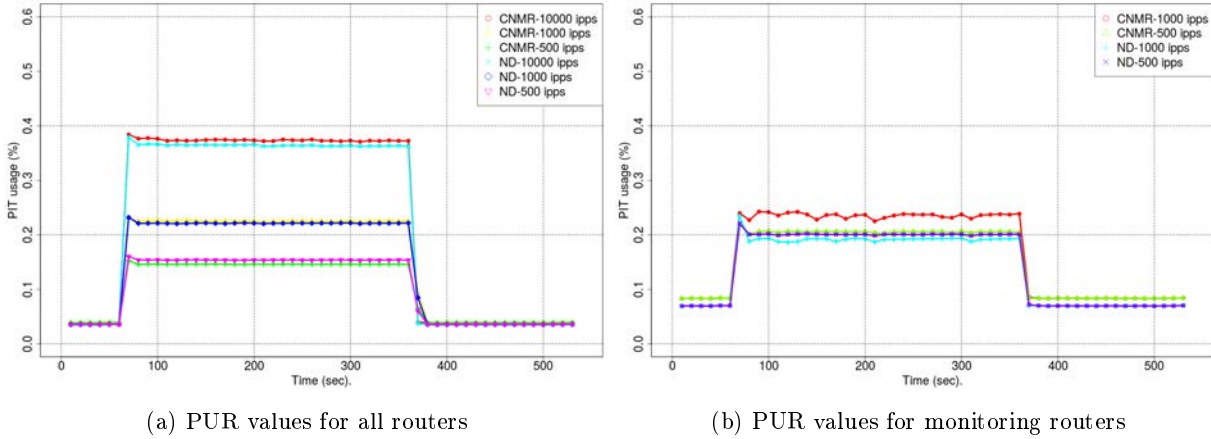 0.6
0.5
0.4
0.3
0.2
0.1
0.0
PIT usage (%)
CNMR-10000 ipps
CNMR-1000 ipps
CNMR-500 ipps
ND-10000 ipps
ND-1000 ipps
ND-500 ipps
0 100 200 300 400 500
Time (sec).
(a) PUR values for all routers
0.6
0.5
0.4
0.3
0.2
0.1
0.0
PIT usage (%)
CNMR-1000 ipps
CNMR-500 ipps
ND-1000 ipps
ND-500 ipps
0 100 200 300 400 500
Time (sec).
(b) PUR values for monitoring routers